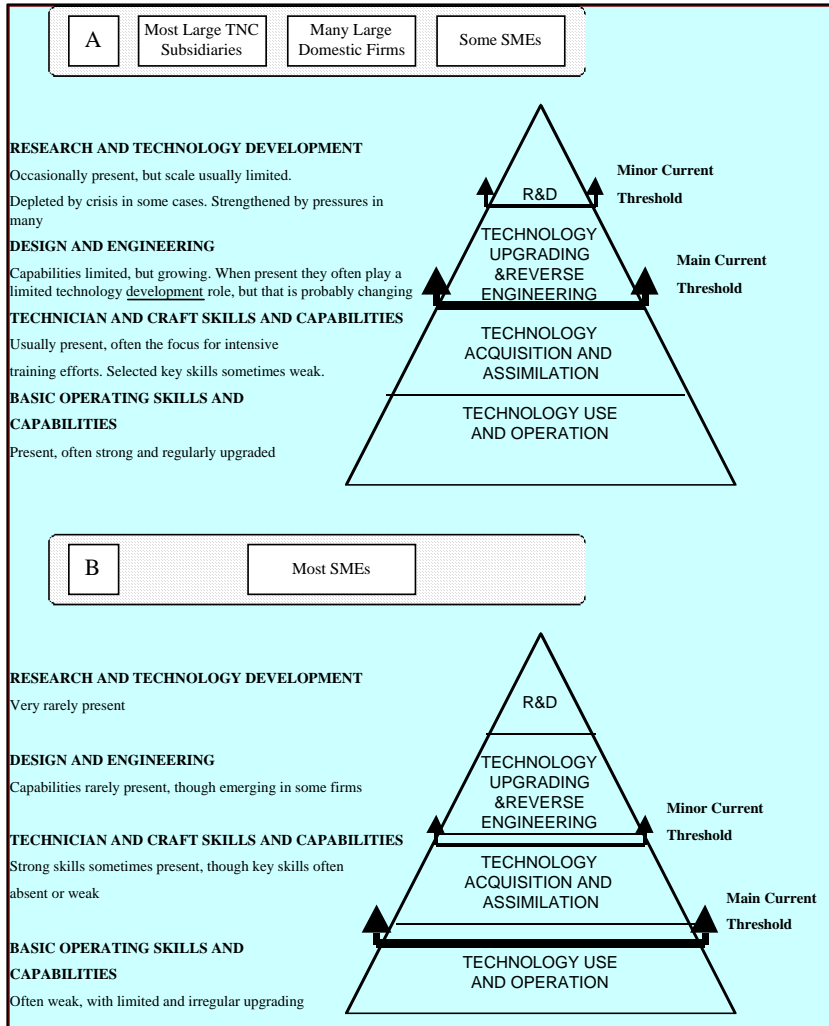 A
Most Large TNC
Subsidiaries
Many Large
Domestic Firms
Some SMEs
RESEARCH AND TECHNOLOGY DEVELOPMENT
Occasionally present, but scale usually limited.
Depleted by crisis in some cases. Strengthened by pressures in
many
DESIGN AND ENGINEERING
Capabilities limited, but growing. When present they often play a
limited technology development role, but that is probably changing
TECHNICIAN AND CRAFT SKILLS AND CAPABILITIES
Usually present, often the focus for intensive
training efforts. Selected key skills sometimes weak.
BASIC OPERATING SKILLS AND
CAPABILITIES
Present, often strong and regularly upgraded
R&D
TECHNOLOGY
UPGRADING
&REVERSE
ENGINEERING
TECHNOLOGY
ACQUISITION AND
ASSIMILATION
TECHNOLOGY USE
AND OPERATION
Minor Current
Threshold
Main Current
Threshold
B
Most SMEs
RESEARCH AND TECHNOLOGY DEVELOPMENT
Very rarely present
DESIGN AND ENGINEERING
Capabilities rarely present, though emerging in some firms
TECHNICIAN AND CRAFT SKILLS AND CAPABILITIES
Strong skills sometimes present, though key skills often
absent or weak
BASIC OPERATING SKILLS AND
CAPABILITIES
Often weak, with limited and irregular upgrading
R&D
TECHNOLOGY
UPGRADING
&REVERSE
ENGINEERING
TECHNOLOGY
ACQUISITION AND
ASSIMILATION
TECHNOLOGY USE
AND OPERATION
Minor Current
Threshold
Main Current
Threshold